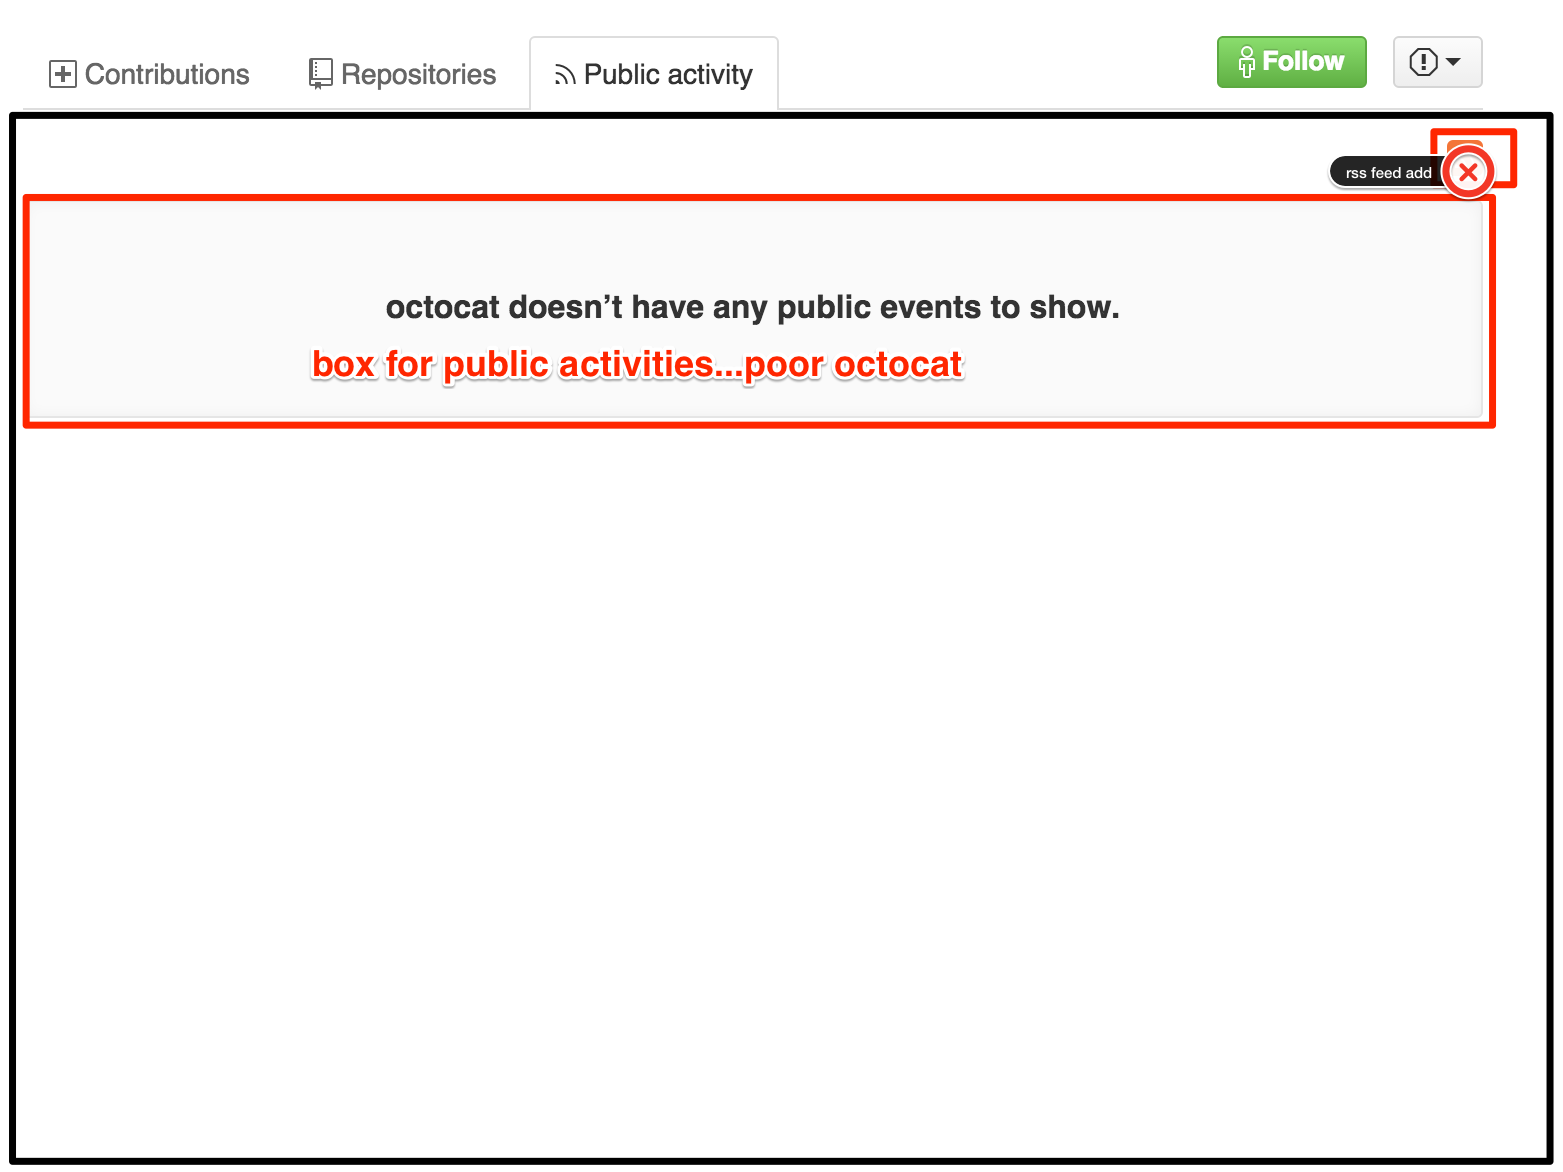 Contributions
Repositories
Public activity
Follow
rss feed add
octocat doesn’t have any public events to show.
box for public activities...poor octocat